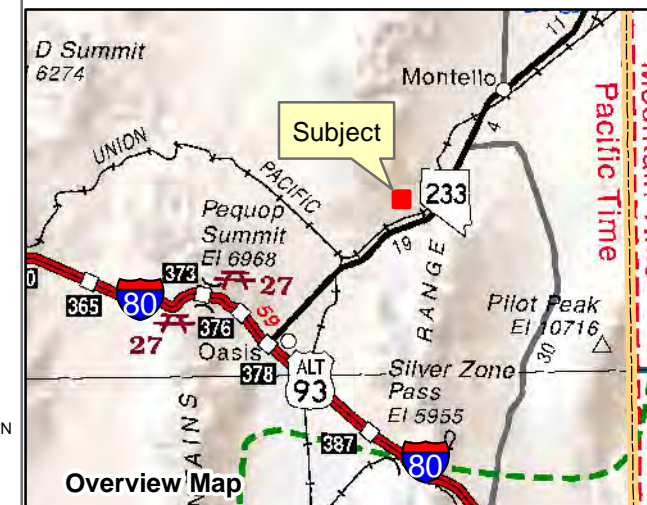 D Summit
6274
11
Montello
4
Mountain Time
Pacific Time
Subject
UNION
PACIFIC
233
19
Pequop
Summit
El 6968
RANGE
0
365
80
373
27
376
27
59
Oasis
378
ALT
93
Pilot Peak
El 10716
30
Silver Zone
Pass
El 5955
387
80
N
Overview Map